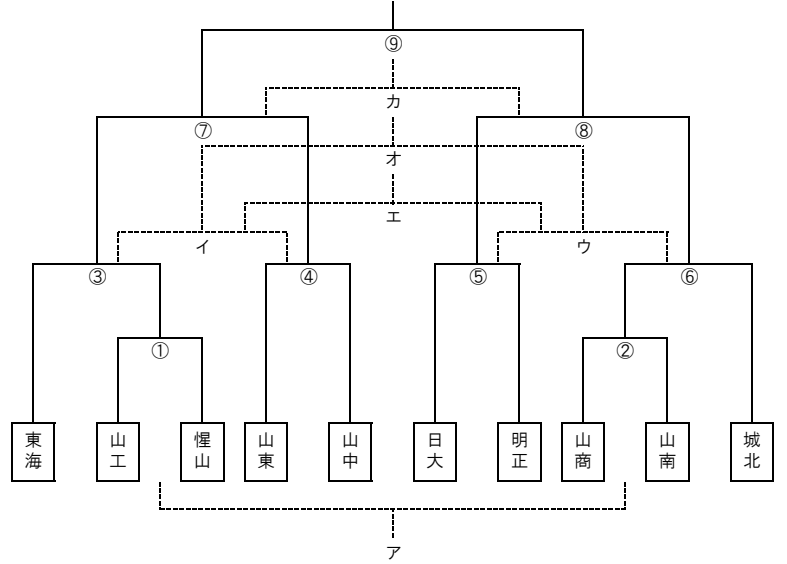 ⑨
カ
⑦
⑧
オ
エ
イ
ウ
③
④
⑤
⑥
①
②
東海
山工
惺山
山東
山中
日大
明正
山商
山南
城北
ア